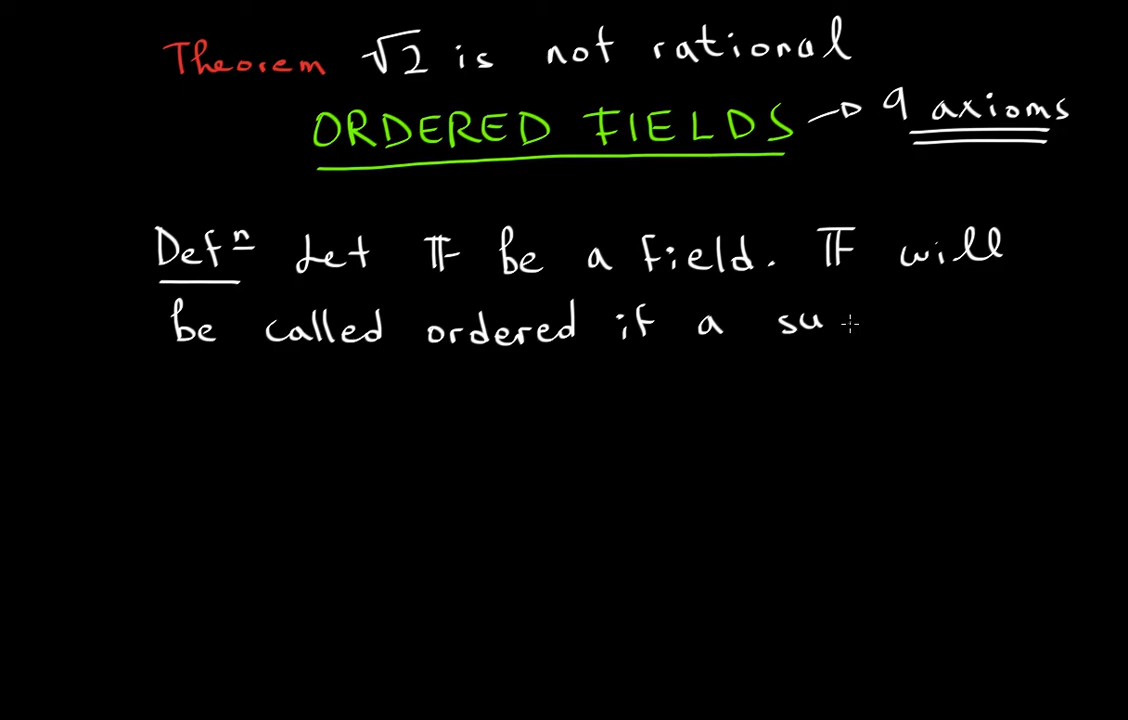 Theorem √2 is not rational
ORDERED FIELDS → 9 axioms
Defⁿ Let 𝔽 be a field. 𝔽 will
be called ordered if a su